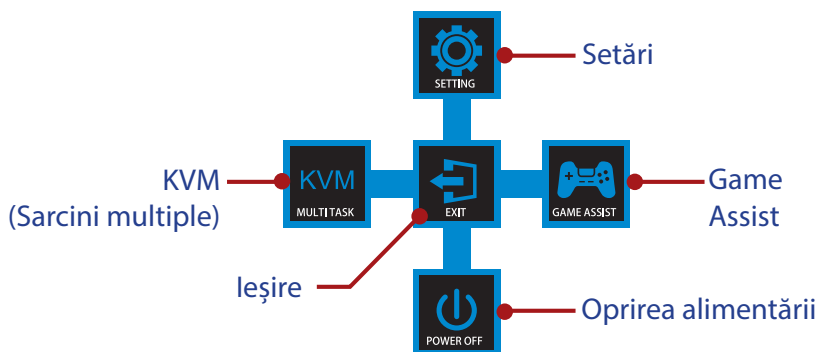 SETTING
Setări
KVM
(Sarcini multiple)
KVM
MULTI TASK
EXIT
GAME ASSIST
Game
Assist
Ieșire
POWER OFF
Oprirea alimentării